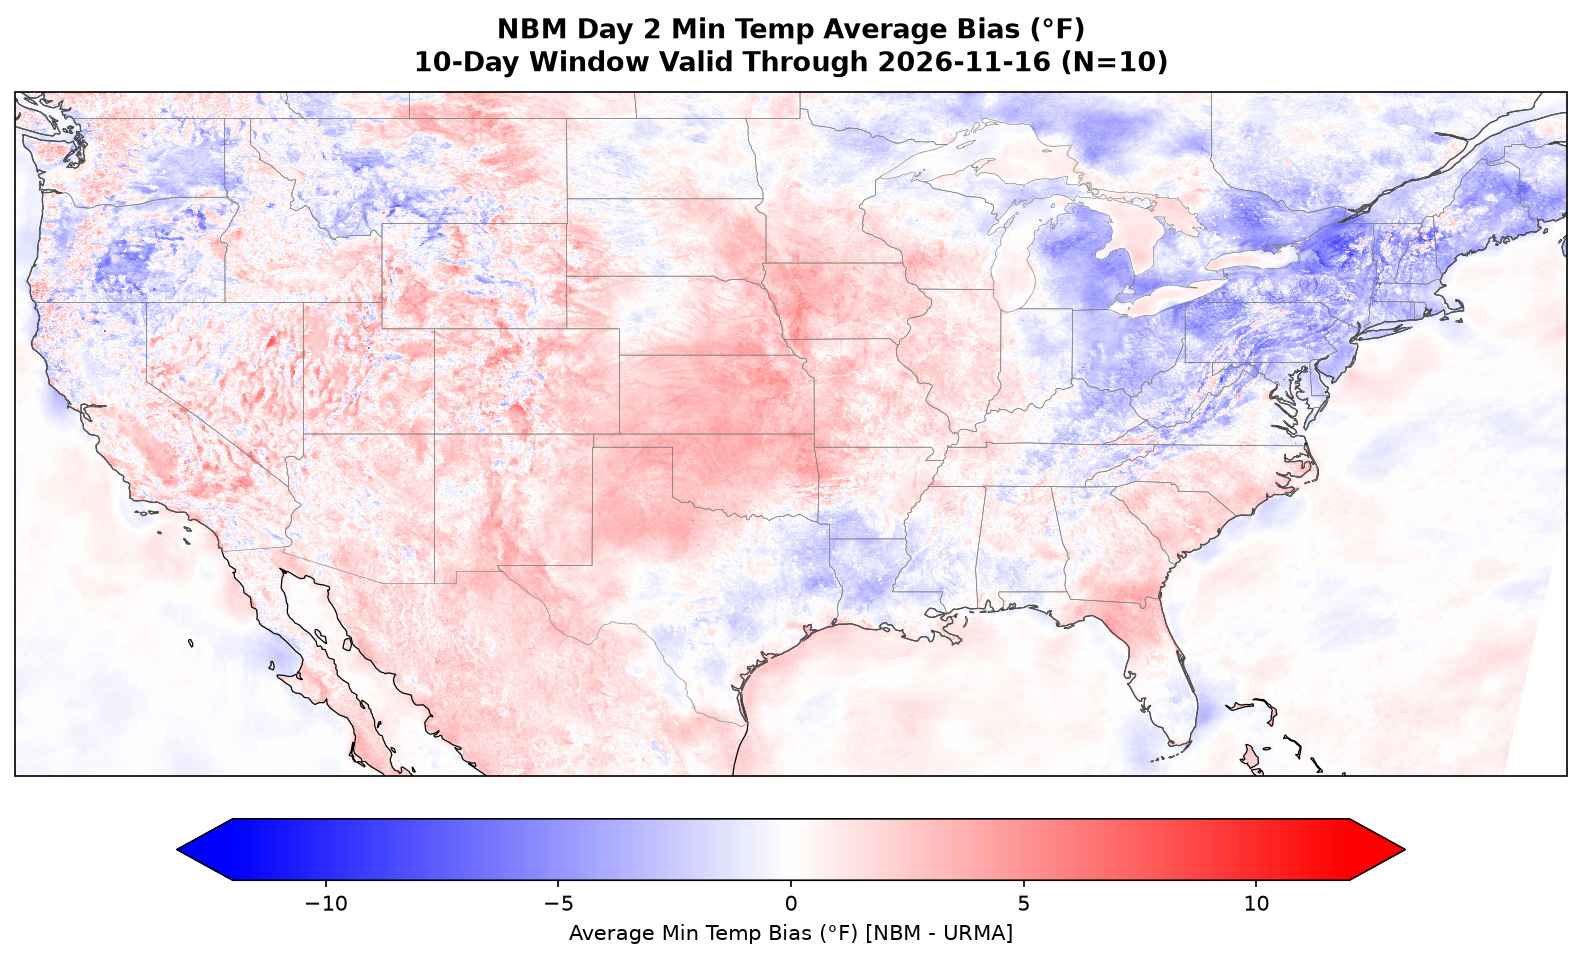 NBM Day 2 Min Temp Average Bias (°F)
10-Day Window Valid Through 2026-11-16 (N=10)
−10 −5 0 5 10
Average Min Temp Bias (°F) [NBM - URMA]